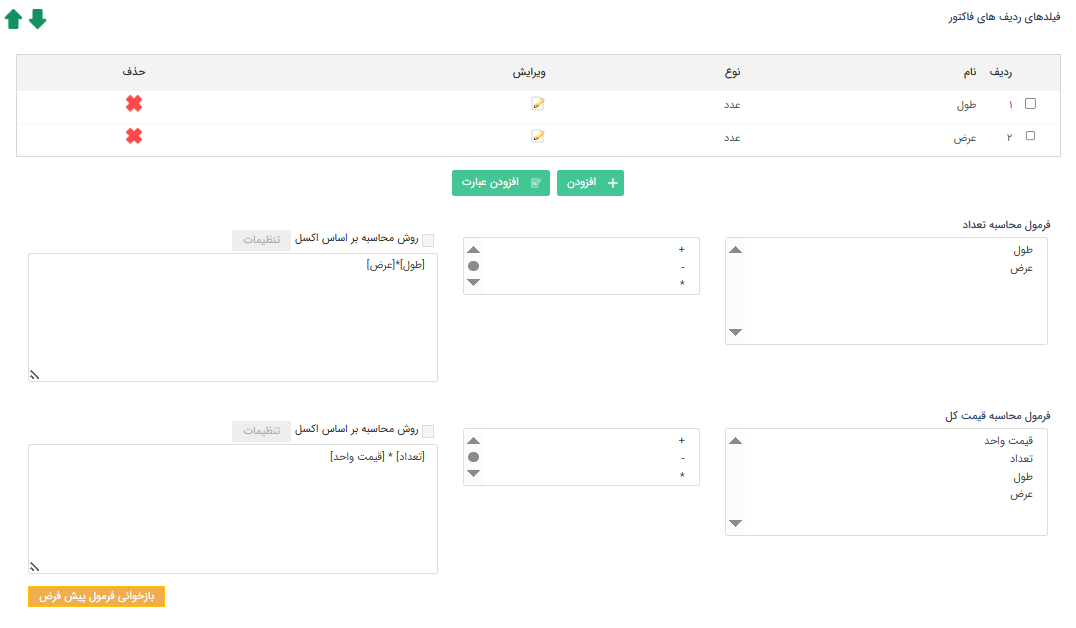 فیلدهای ردیف های فاکتور
ردیف نام نوع ویرایش حذف
۱ طول عدد
۲ عرض عدد
افزودن افزودن عبارت
فرمول محاسبه تعداد
طول
عرض
+
-
*
روش محاسبه بر اساس اکسل تنظیمات
[طول]*[عرض]
فرمول محاسبه قیمت کل
قیمت واحد
تعداد
طول
عرض
+
-
*
روش محاسبه بر اساس اکسل تنظیمات
[تعداد] * [قیمت واحد]
بازخوانی فرمول پیش فرض